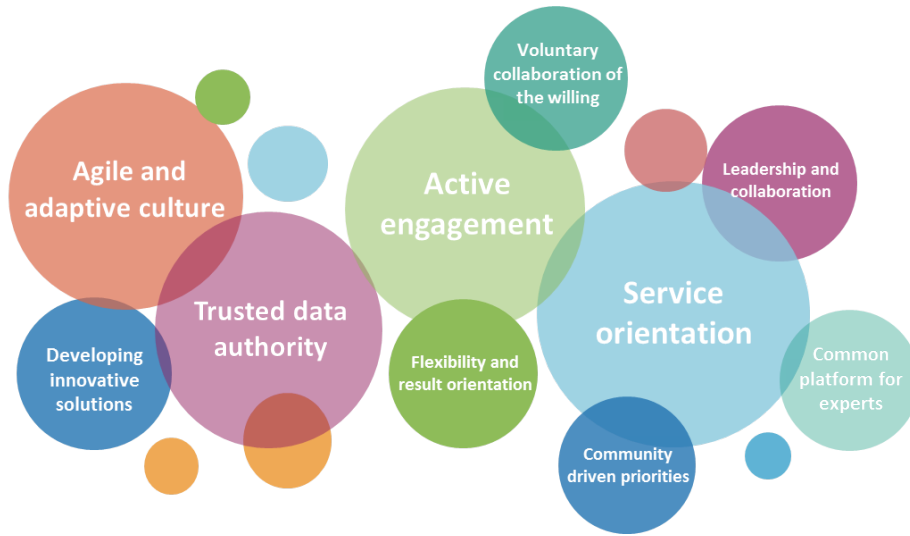 Voluntary
collaboration of
the willing
Agile and
adaptive culture
Active
engagement
Leadership and
collaboration
Trusted data
authority
Service
orientation
Developing
innovative
solutions
Flexibility and
result orientation
Common
platform for
experts
Community
driven priorities